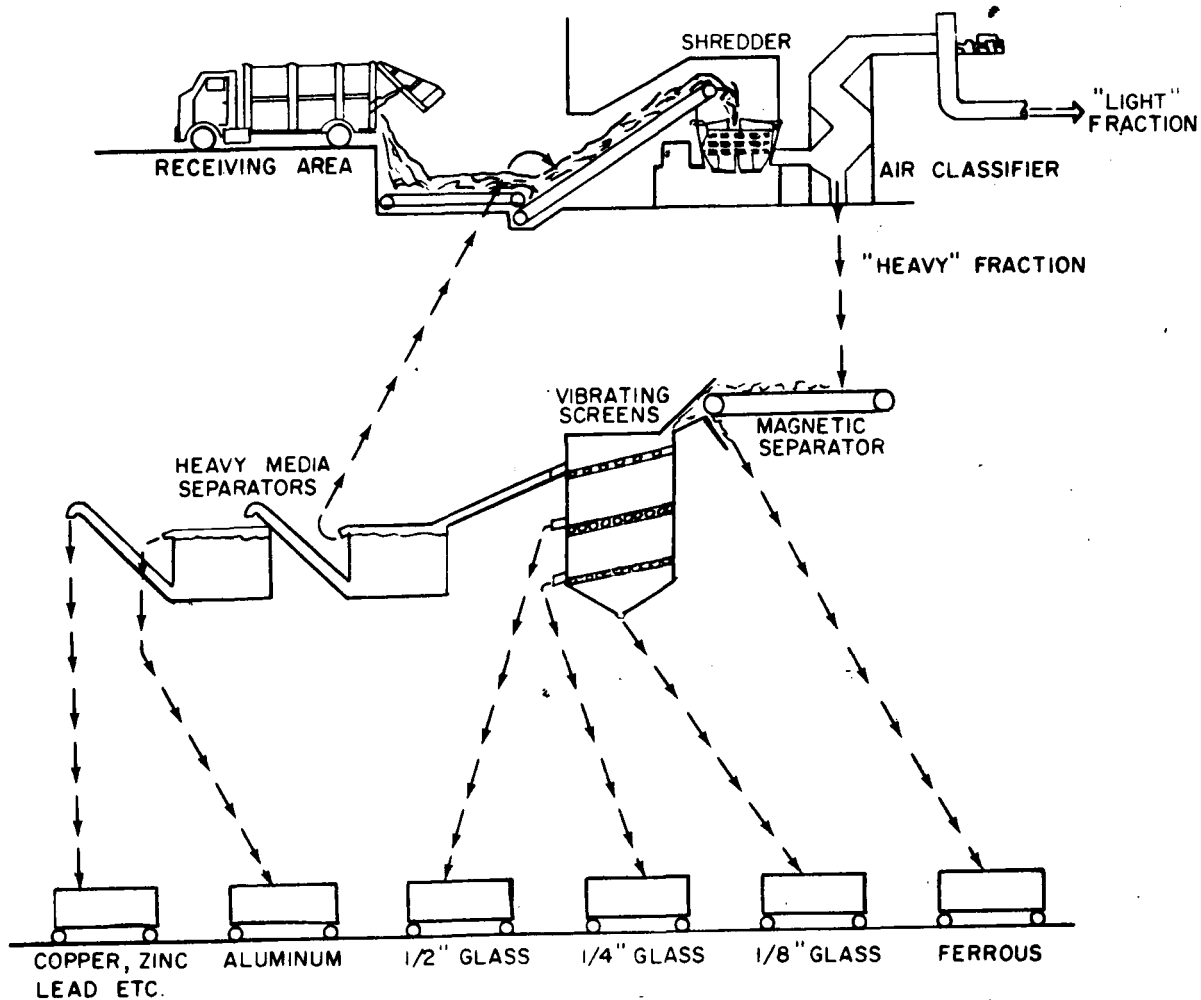 SHREDDER
"LIGHT"
FRACTION
RECEIVING AREA
AIR CLASSIFIER
"HEAVY" FRACTION
VIBRATING
SCREENS
MAGNETIC
SEPARATOR
HEAVY MEDIA
SEPARATORS
COPPER, ZINC
LEAD ETC.
ALUMINUM
1/2" GLASS
1/4" GLASS
1/8" GLASS
FERROUS